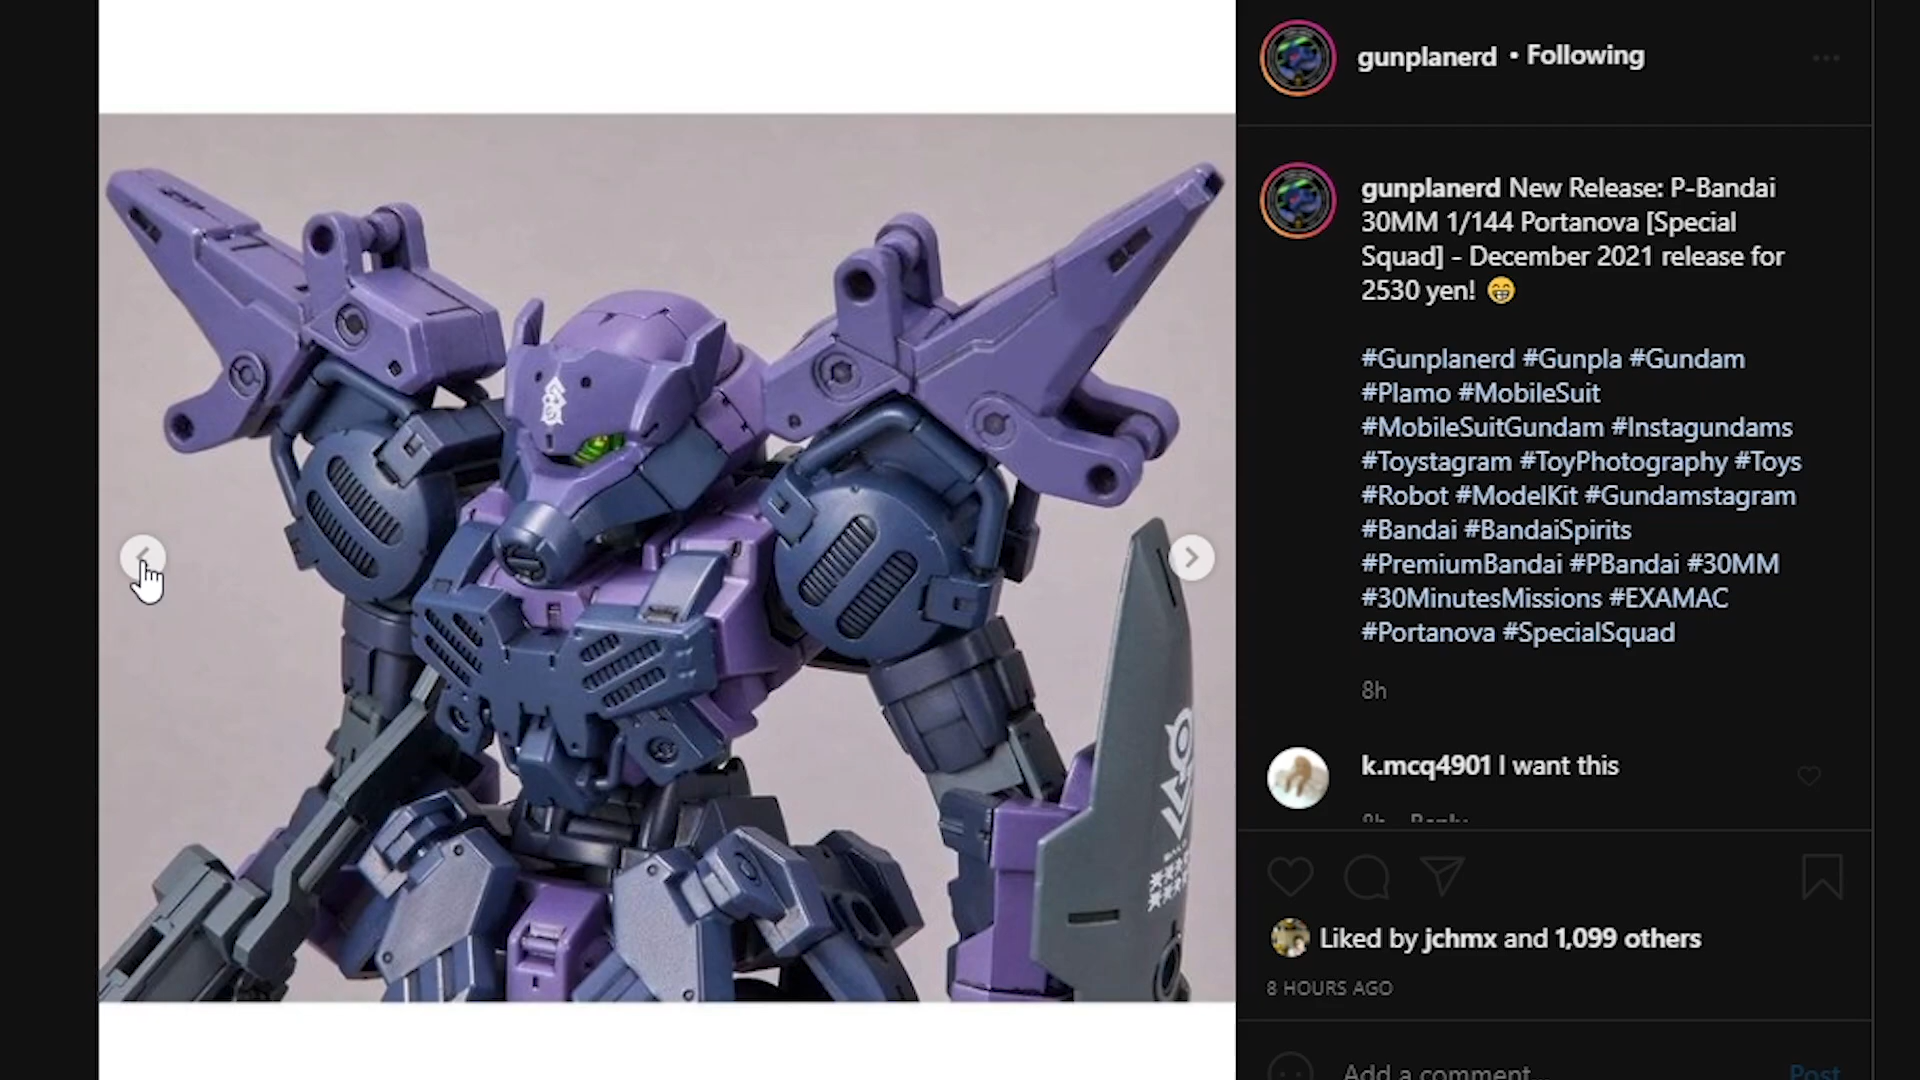 gunplanerd • Following
gunplanerd New Release: P-Bandai
30MM 1/144 Portanova [Special
Squad] - December 2021 release for
2530 yen! 😁
#Gunplanerd #Gunpla #Gundam
#Plamo #MobileSuit
#MobileSuitGundam #Instagundams
#Toystagram #ToyPhotography #Toys
#Robot #ModelKit #Gundamstagram
#Bandai #BandaiSpirits
#PremiumBandai #PBandai #30MM
#30MinutesMissions #EXAMAC
#Portanova #SpecialSquad
8h
k.mcq4901 I want this
8h Reply
Liked by jchmx and 1,099 others
8 HOURS AGO
Add a comment... Post